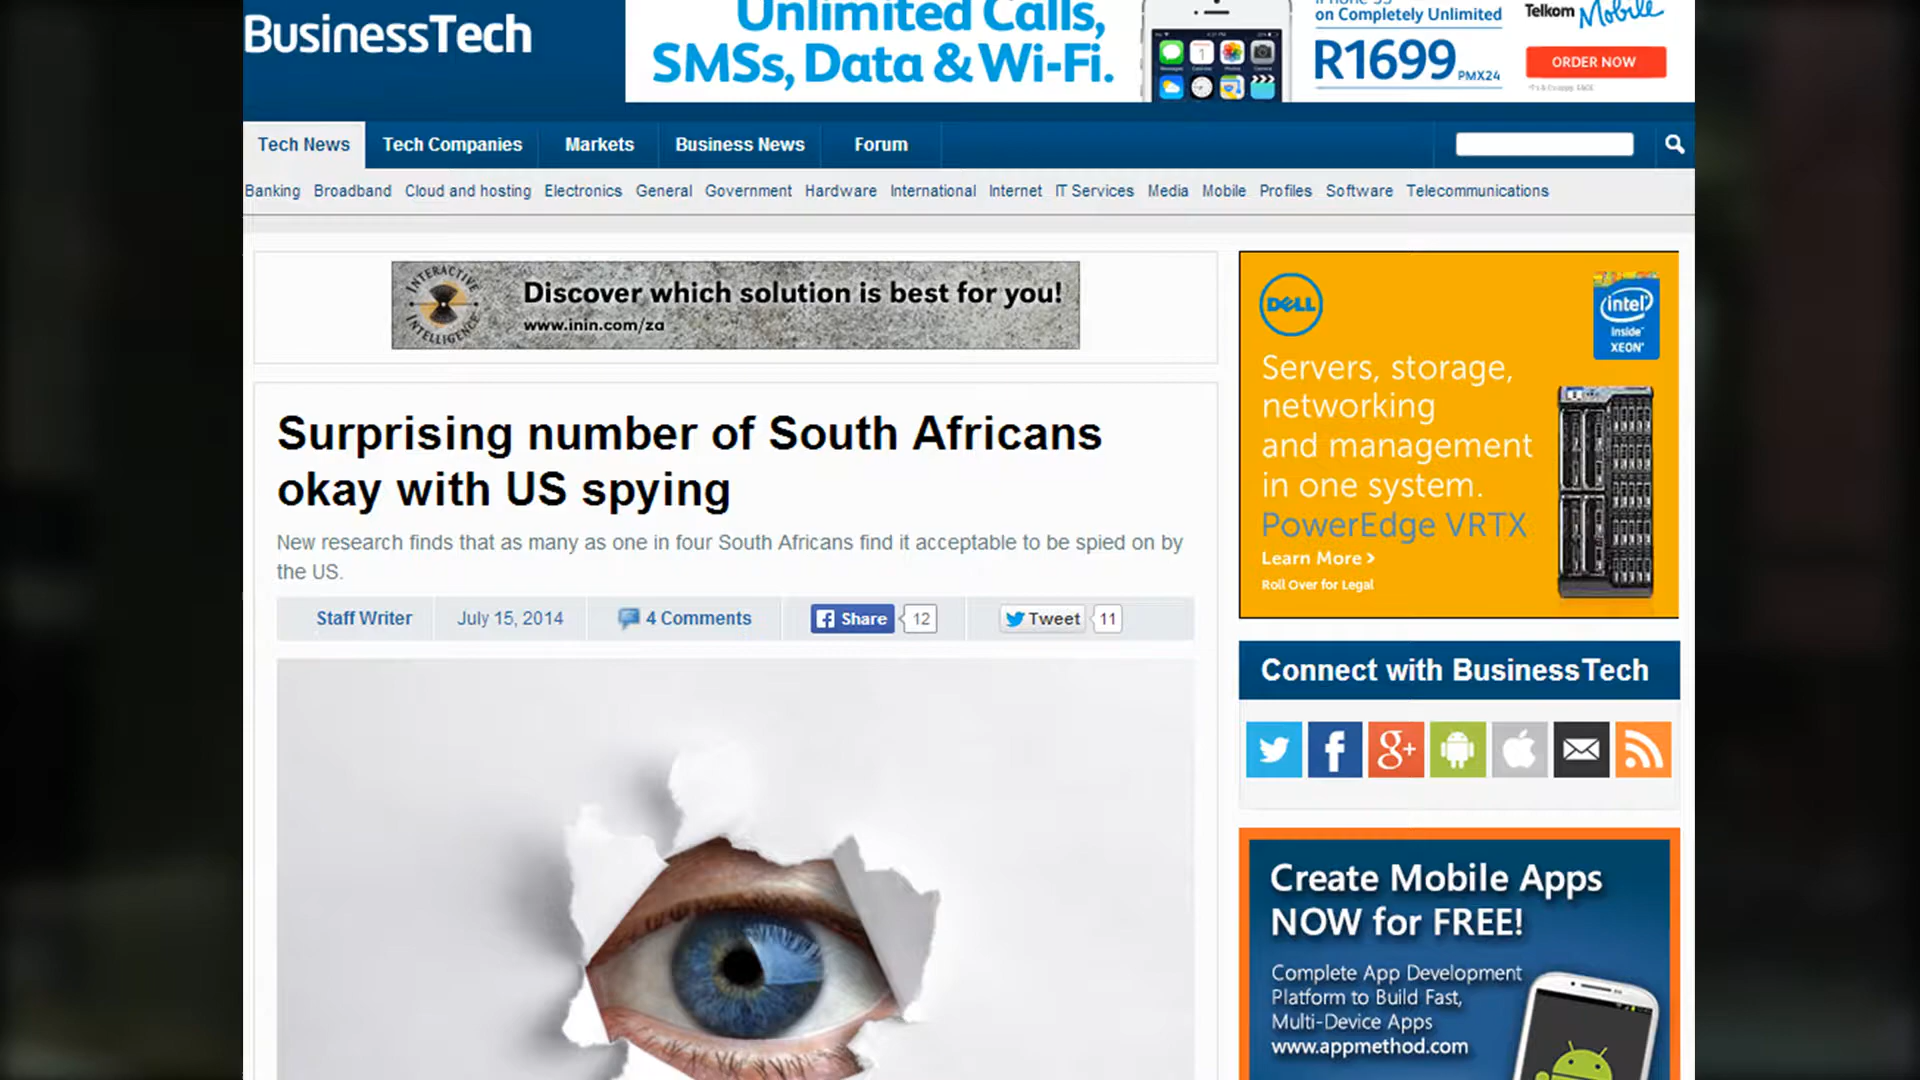 BusinessTech
Unlimited Calls,
SMSs, Data & Wi-Fi.
on Completely Unlimited
R1699 PMX24
Telkom Mobile
ORDER NOW
Tech News
Tech Companies
Markets
Business News
Forum
Banking Broadband Cloud and hosting Electronics General Government Hardware International Internet IT Services Media Mobile Profiles Software Telecommunications
INTERACTIVE INTELLIGENCE
Discover which solution is best for you!
www.inin.com/za
Surprising number of South Africans
okay with US spying
New research finds that as many as one in four South Africans find it acceptable to be spied on by
the US.
Staff Writer
July 15, 2014
4 Comments
Share 12
Tweet 11
DELL
intel
inside
XEON
Servers, storage,
networking
and management
in one system.
PowerEdge VRTX
Learn More >
Roll Over for Legal
Connect with BusinessTech
f
g+
Create Mobile Apps
NOW for FREE!
Complete App Development
Platform to Build Fast,
Multi-Device Apps
www.appmethod.com